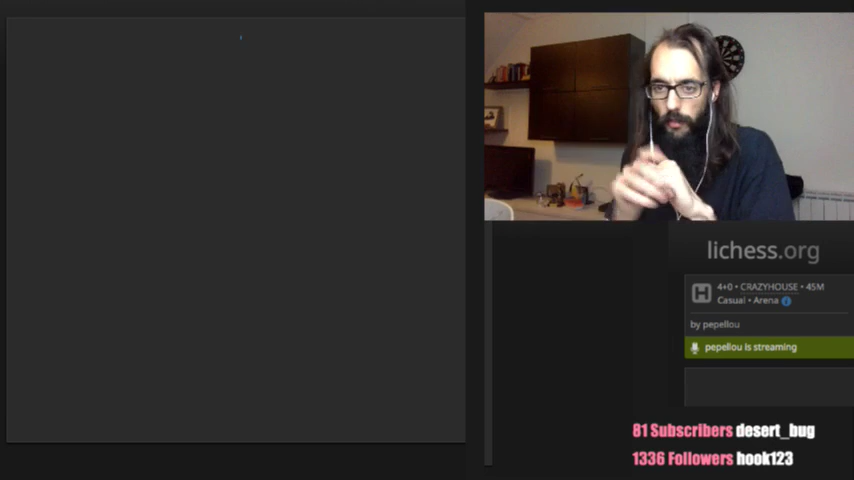 lichess.org
4+0 • CRAZYHOUSE • 45M
Casual • Arena
by pepellou
pepellou is streaming
81 Subscribers desert_bug
1336 Followers hook123